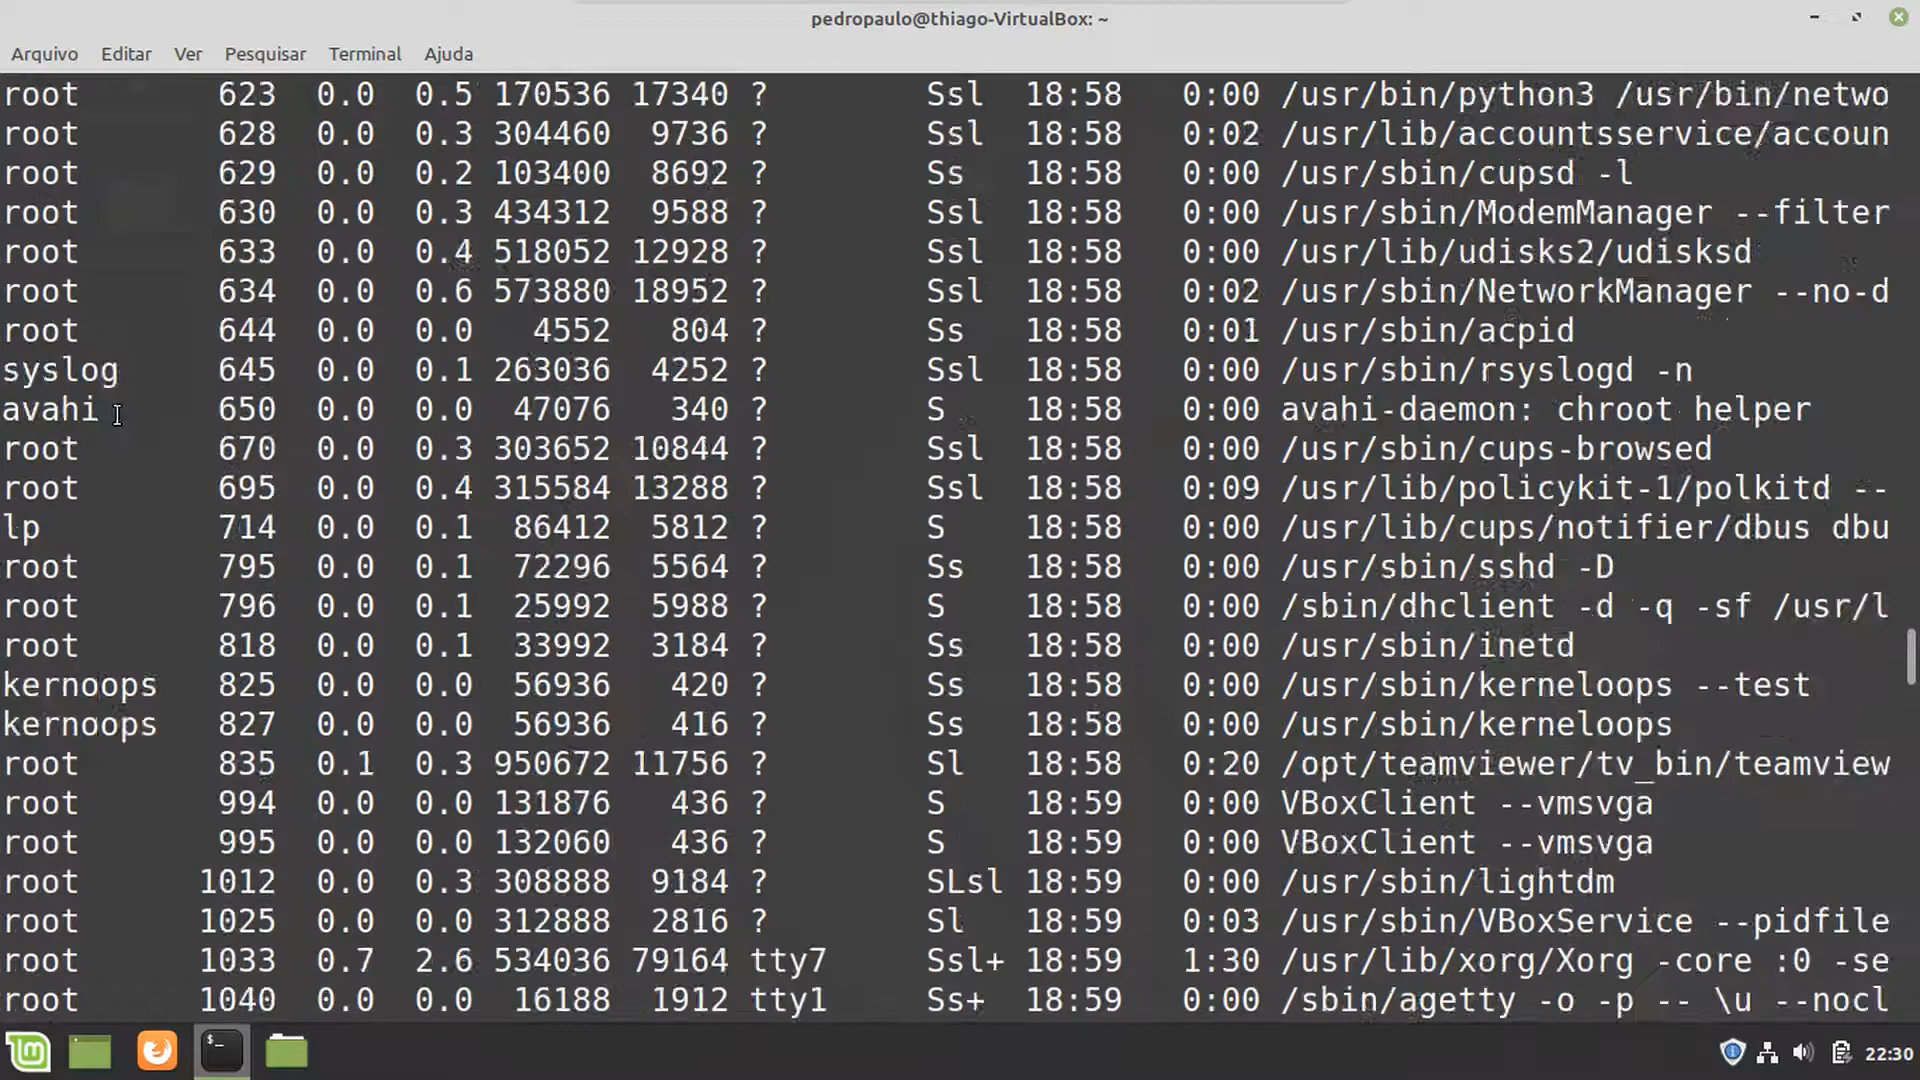 pedropaulo@thiago-VirtualBox: ~
Arquivo Editar Ver Pesquisar Terminal Ajuda
root 623 0.0 0.5 170536 17340 ? Ssl 18:58 0:00 /usr/bin/python3 /usr/bin/netwo
root 628 0.0 0.3 304460 9736 ? Ssl 18:58 0:02 /usr/lib/accountsservice/accoun
root 629 0.0 0.2 103400 8692 ? Ss 18:58 0:00 /usr/sbin/cupsd -l
root 630 0.0 0.3 434312 9588 ? Ssl 18:58 0:00 /usr/sbin/ModemManager --filter
root 633 0.0 0.4 518052 12928 ? Ssl 18:58 0:00 /usr/lib/udisks2/udisksd
root 634 0.0 0.6 573880 18952 ? Ssl 18:58 0:02 /usr/sbin/NetworkManager --no-d
root 644 0.0 0.0 4552 804 ? Ss 18:58 0:01 /usr/sbin/acpid
syslog 645 0.0 0.1 263036 4252 ? Ssl 18:58 0:00 /usr/sbin/rsyslogd -n
avahi 650 0.0 0.0 47076 340 ? S 18:58 0:00 avahi-daemon: chroot helper
root 670 0.0 0.3 303652 10844 ? Ssl 18:58 0:00 /usr/sbin/cups-browsed
root 695 0.0 0.4 315584 13288 ? Ssl 18:58 0:09 /usr/lib/policykit-1/polkitd --
lp 714 0.0 0.1 86412 5812 ? S 18:58 0:00 /usr/lib/cups/notifier/dbus dbu
root 795 0.0 0.1 72296 5564 ? Ss 18:58 0:00 /usr/sbin/sshd -D
root 796 0.0 0.1 25992 5988 ? S 18:58 0:00 /sbin/dhclient -d -q -sf /usr/l
root 818 0.0 0.1 33992 3184 ? Ss 18:58 0:00 /usr/sbin/inetd
kernoops 825 0.0 0.0 56936 420 ? Ss 18:58 0:00 /usr/sbin/kerneloops --test
kernoops 827 0.0 0.0 56936 416 ? Ss 18:58 0:00 /usr/sbin/kerneloops
root 835 0.1 0.3 950672 11756 ? Sl 18:58 0:20 /opt/teamviewer/tv_bin/teamview
root 994 0.0 0.0 131876 436 ? S 18:59 0:00 VBoxClient --vmsvga
root 995 0.0 0.0 132060 436 ? S 18:59 0:00 VBoxClient --vmsvga
root 1012 0.0 0.3 308888 9184 ? SLsl 18:59 0:00 /usr/sbin/lightdm
root 1025 0.0 0.0 312888 2816 ? Sl 18:59 0:03 /usr/sbin/VBoxService --pidfile
root 1033 0.7 2.6 534036 79164 tty7 Ssl+ 18:59 1:30 /usr/lib/xorg/Xorg -core :0 -se
root 1040 0.0 0.0 16188 1912 tty1 Ss+ 18:59 0:00 /sbin/agetty -o -p -- \u --nocl
22:30